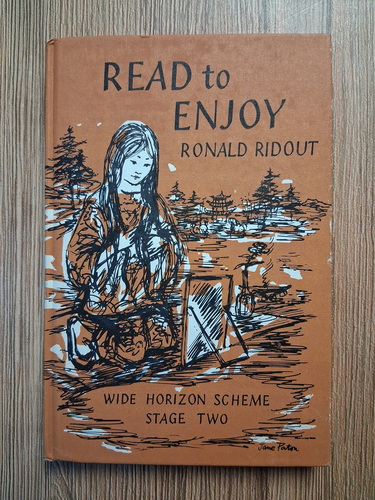 READ to
ENJOY
RONALD RIDOUT
WIDE HORIZON SCHEME
STAGE TWO
Jane Paton